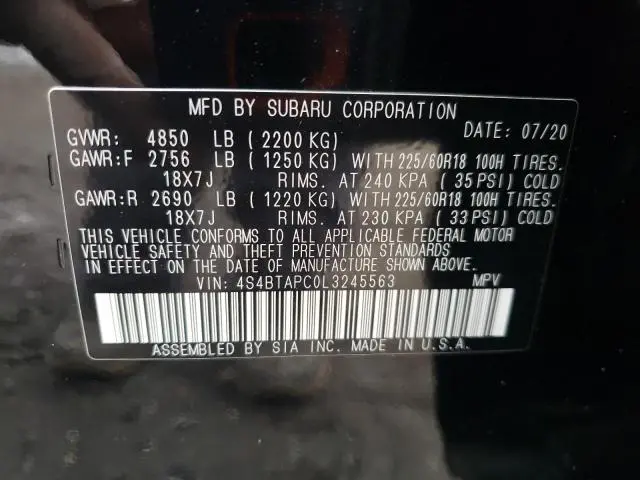 MFD BY SUBARU CORPORATION
DATE: 07/20
GVWR: 4850 LB (2200 KG)
GAWR:F 2756 LB (1250 KG) WITH 225/60R18 100H TIRES.
18X7J RIMS. AT 240 KPA (35 PSI) COLD
GAWR:R 2690 LB (1220 KG) WITH 225/60R18 100H TIRES.
18X7J RIMS. AT 230 KPA (33 PSI) COLD
THIS VEHICLE CONFORMS TO ALL APPLICABLE FEDERAL MOTOR
VEHICLE SAFETY AND THEFT PREVENTION STANDARDS
IN EFFECT ON THE DATE OF MANUFACTURE SHOWN ABOVE.
VIN: 4S4BTAPC0L3245563 MPV
ASSEMBLED BY SIA INC. MADE IN U.S.A.